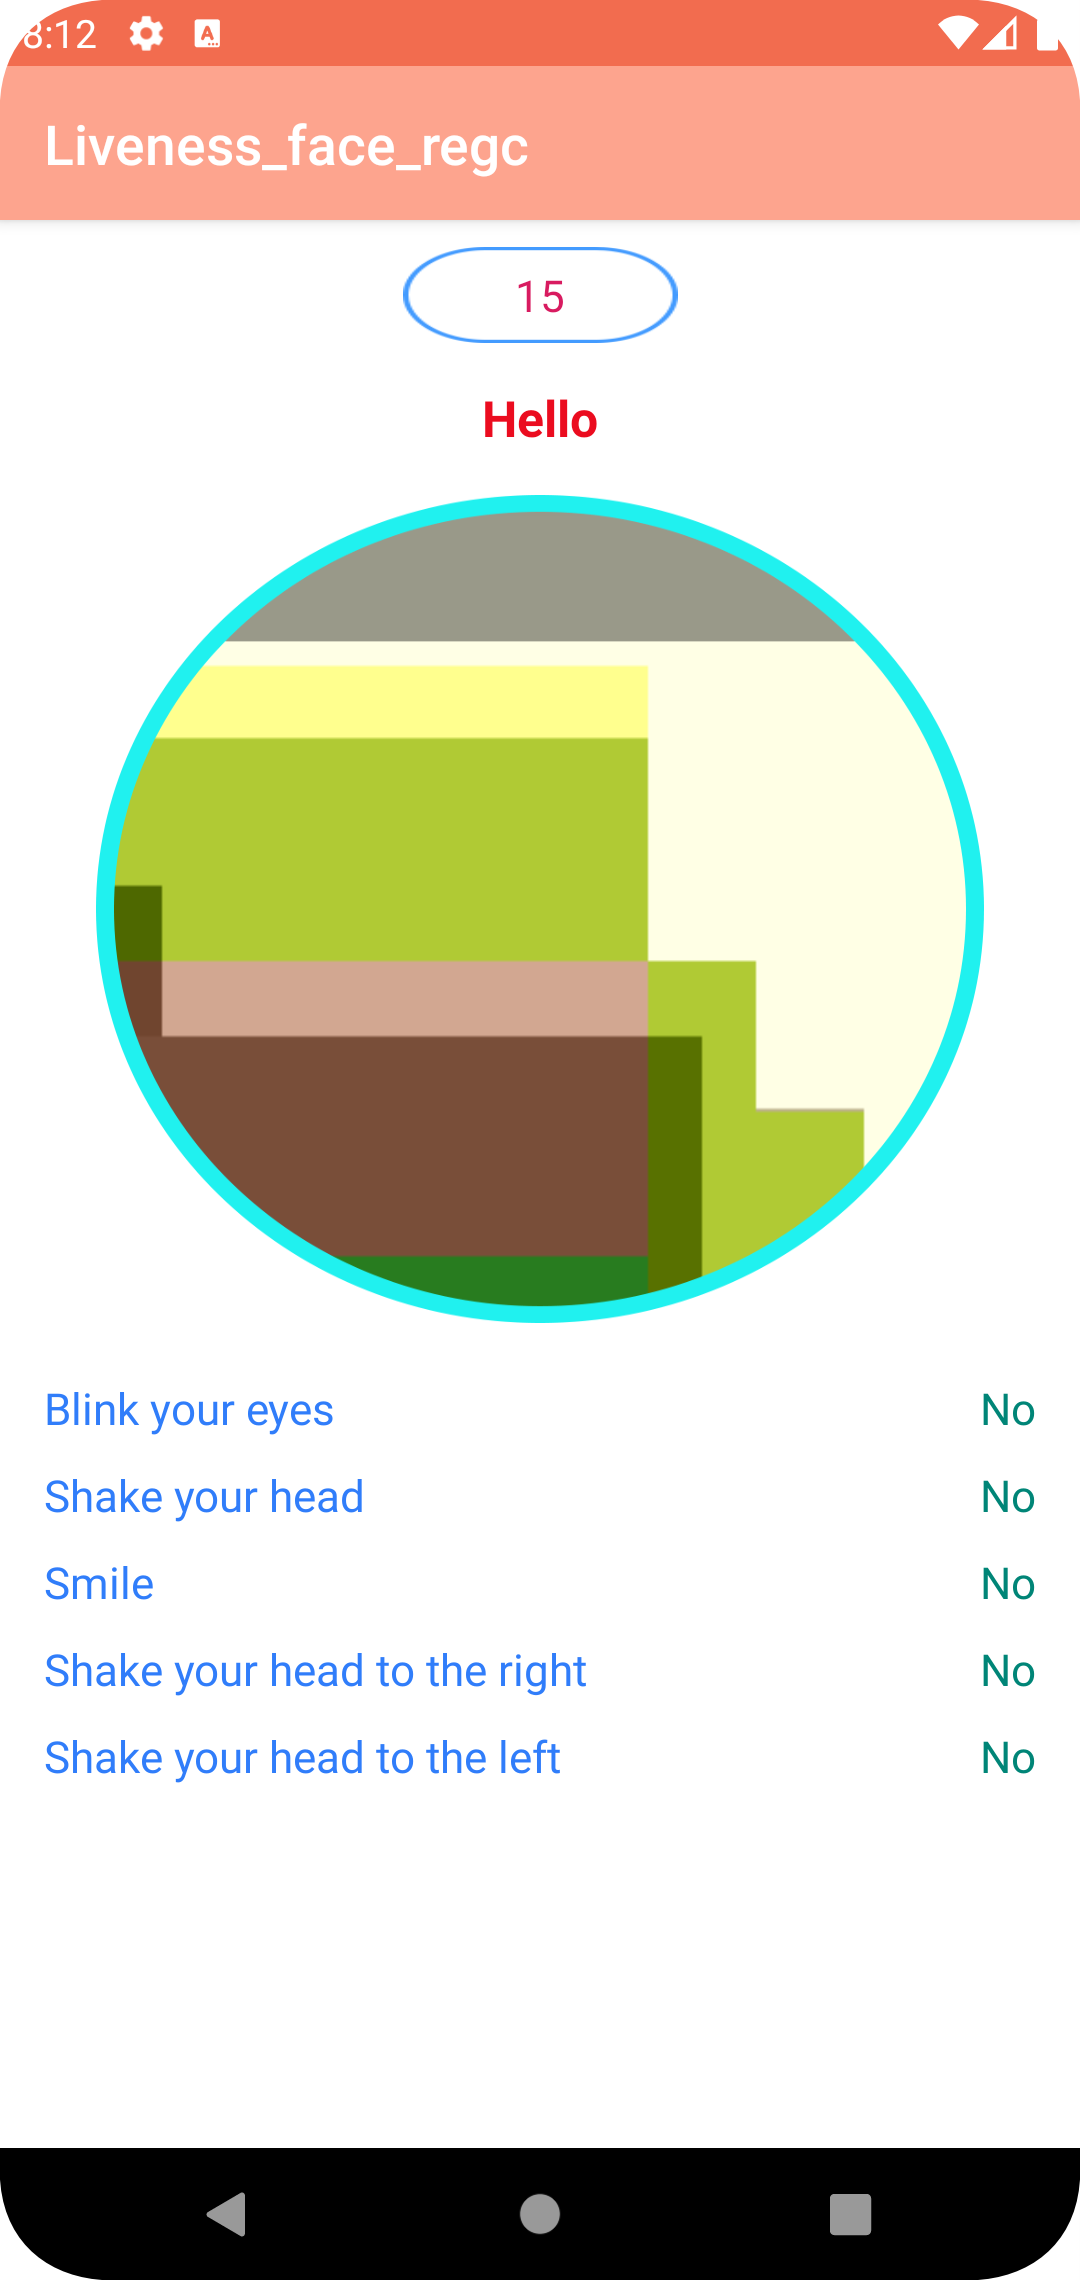 8:12
Liveness_face_regc
15
Hello
Blink your eyes No
Shake your head No
Smile No
Shake your head to the right No
Shake your head to the left No